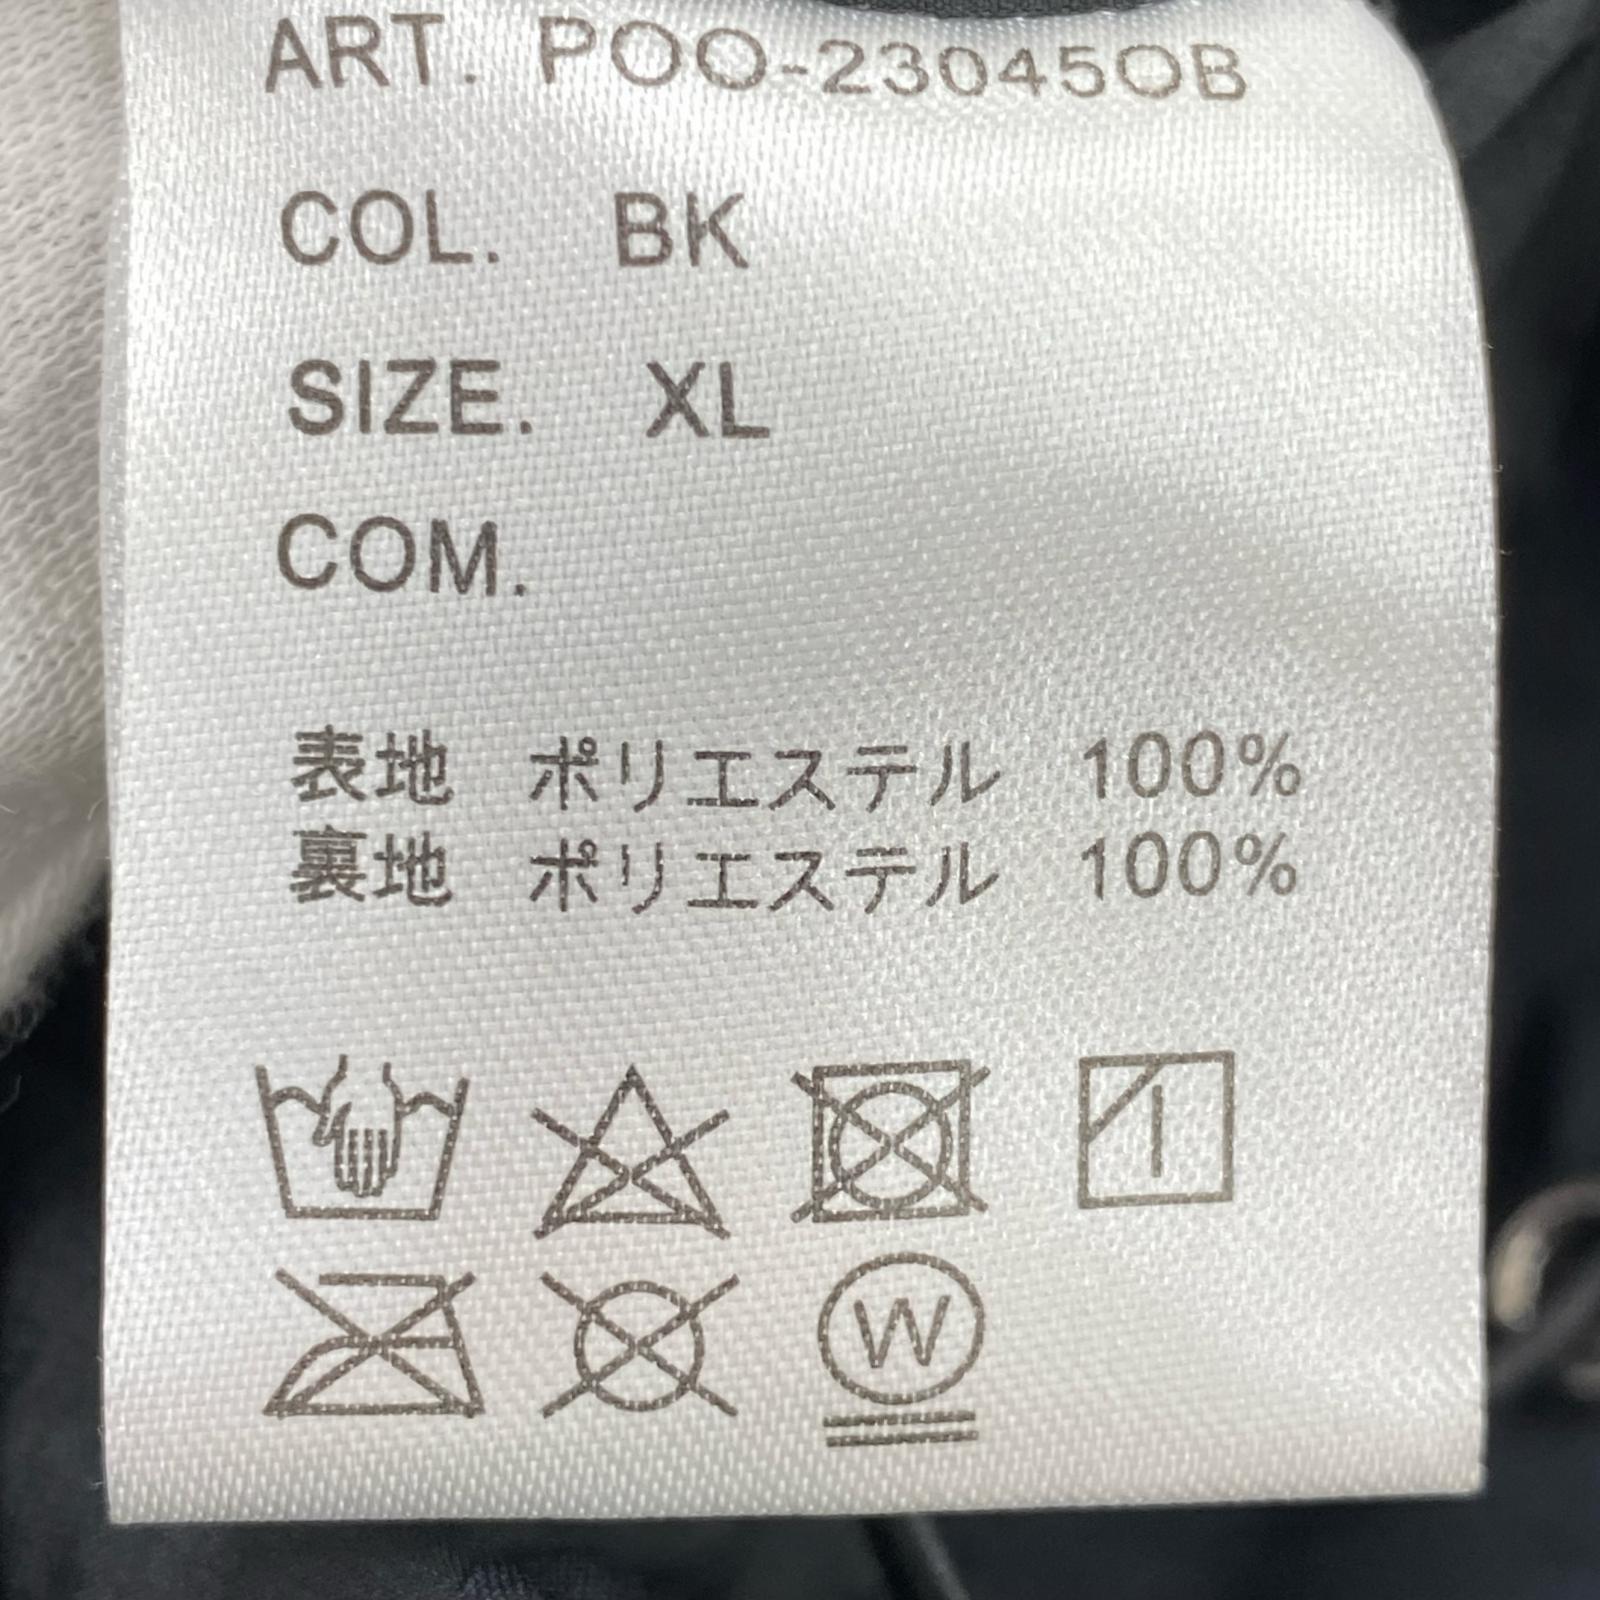 ART. POO-23045OB
COL. BK
SIZE. XL
COM.
表地 ポリエステル 100%
裏地 ポリエステル 100%
W